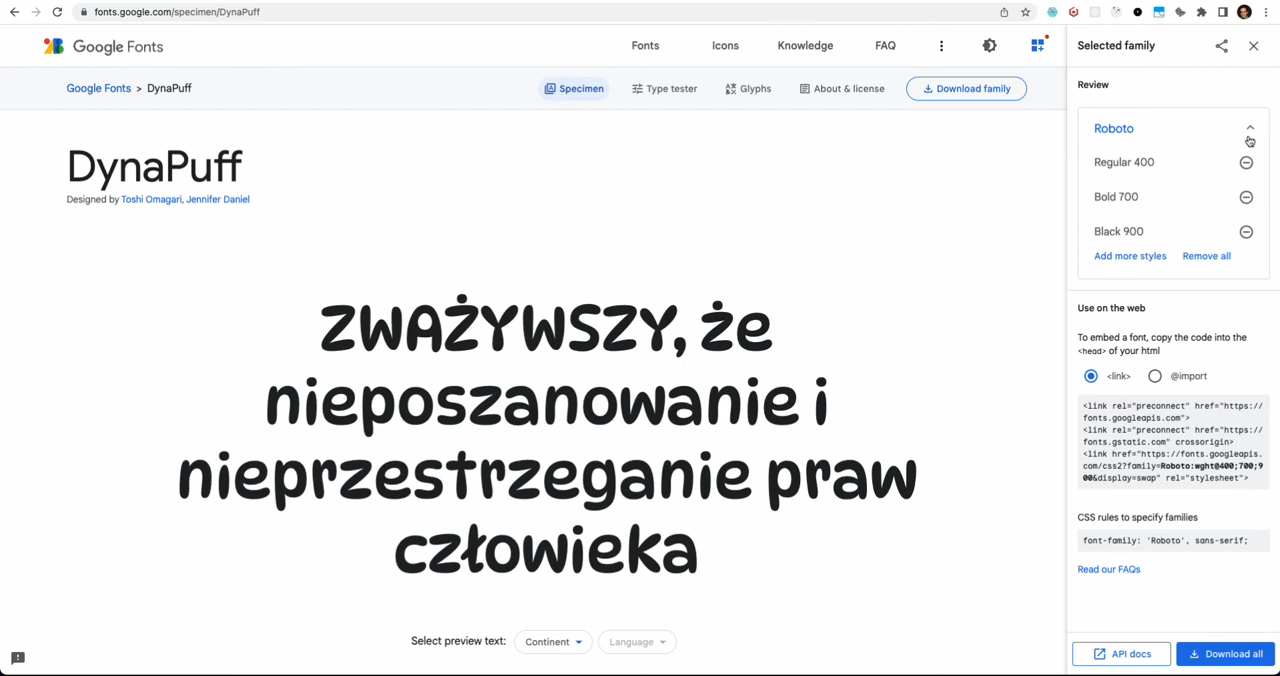 fonts.google.com/specimen/DynaPuff
Google Fonts
Fonts
Icons
Knowledge
FAQ
Google Fonts > DynaPuff
Specimen
Type tester
Glyphs
About & license
Download family
DynaPuff
Designed by Toshi Omagari, Jennifer Daniel
ZWAŻYWSZY, że
nieposzanowanie i
nieprzestrzeganie praw
człowieka
Select preview text:
Continent
Language
Selected family
Review
Roboto
Regular 400
Bold 700
Black 900
Add more styles
Remove all
Use on the web
To embed a font, copy the code into the
<head> of your html
<link>
@import
<link rel="preconnect" href="https://
fonts.googleapis.com">
<link rel="preconnect" href="https://
fonts.gstatic.com" crossorigin>
<link href="https://fonts.googleapis.
com/css2?family=Roboto:wght@400;700;9
00&display=swap" rel="stylesheet">
CSS rules to specify families
font-family: 'Roboto', sans-serif;
Read our FAQs
API docs
Download all